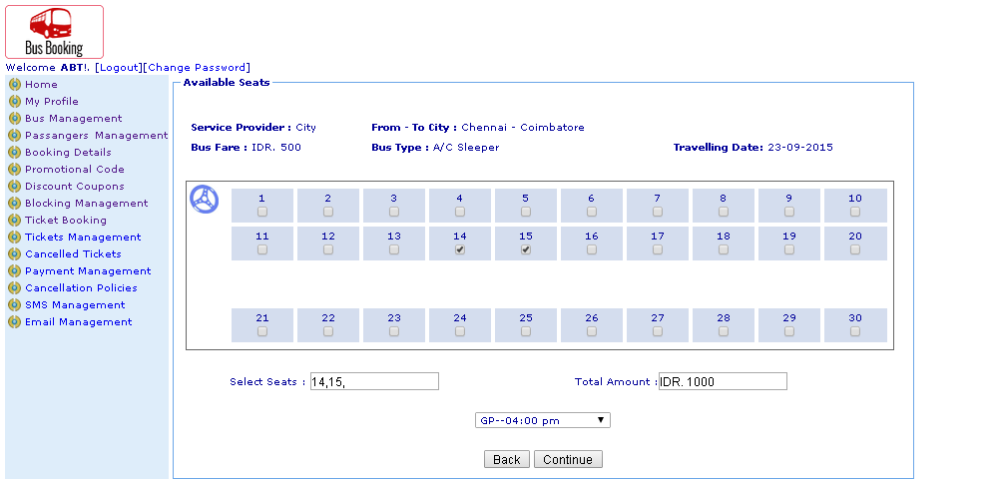 Bus Booking
Welcome ABT!. [Logout][Change Password]
Home
My Profile
Bus Management
Passangers Management
Booking Details
Promotional Code
Discount Coupons
Blocking Management
Ticket Booking
Tickets Management
Cancelled Tickets
Payment Management
Cancellation Policies
SMS Management
Email Management
Available Seats
Service Provider : City From - To City : Chennai - Coimbatore
Bus Fare : IDR. 500 Bus Type : A/C Sleeper Travelling Date: 23-09-2015
1 2 3 4 5 6 7 8 9 10
11 12 13 14 15 16 17 18 19 20
21 22 23 24 25 26 27 28 29 30
Select Seats : 14,15, Total Amount : IDR. 1000
GP--04:00 pm
Back Continue